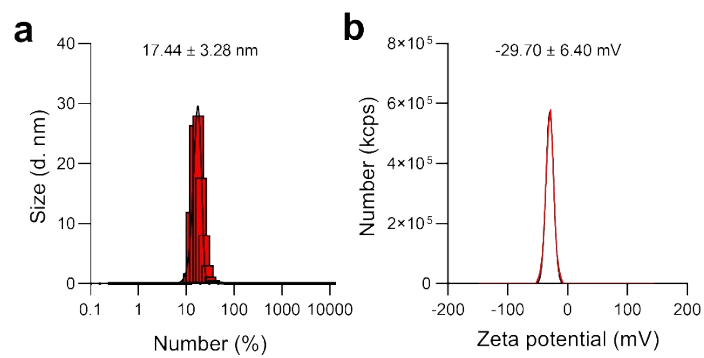 a
17.44 ± 3.28 nm
40
30
20
10
0
Size (d. nm)
0.1 1 10 100 1000 10000
Number (%)
b
-29.70 ± 6.40 mV
8×10⁵
6×10⁵
4×10⁵
2×10⁵
0
Number (kcps)
-200 -100 0 100 200
Zeta potential (mV)